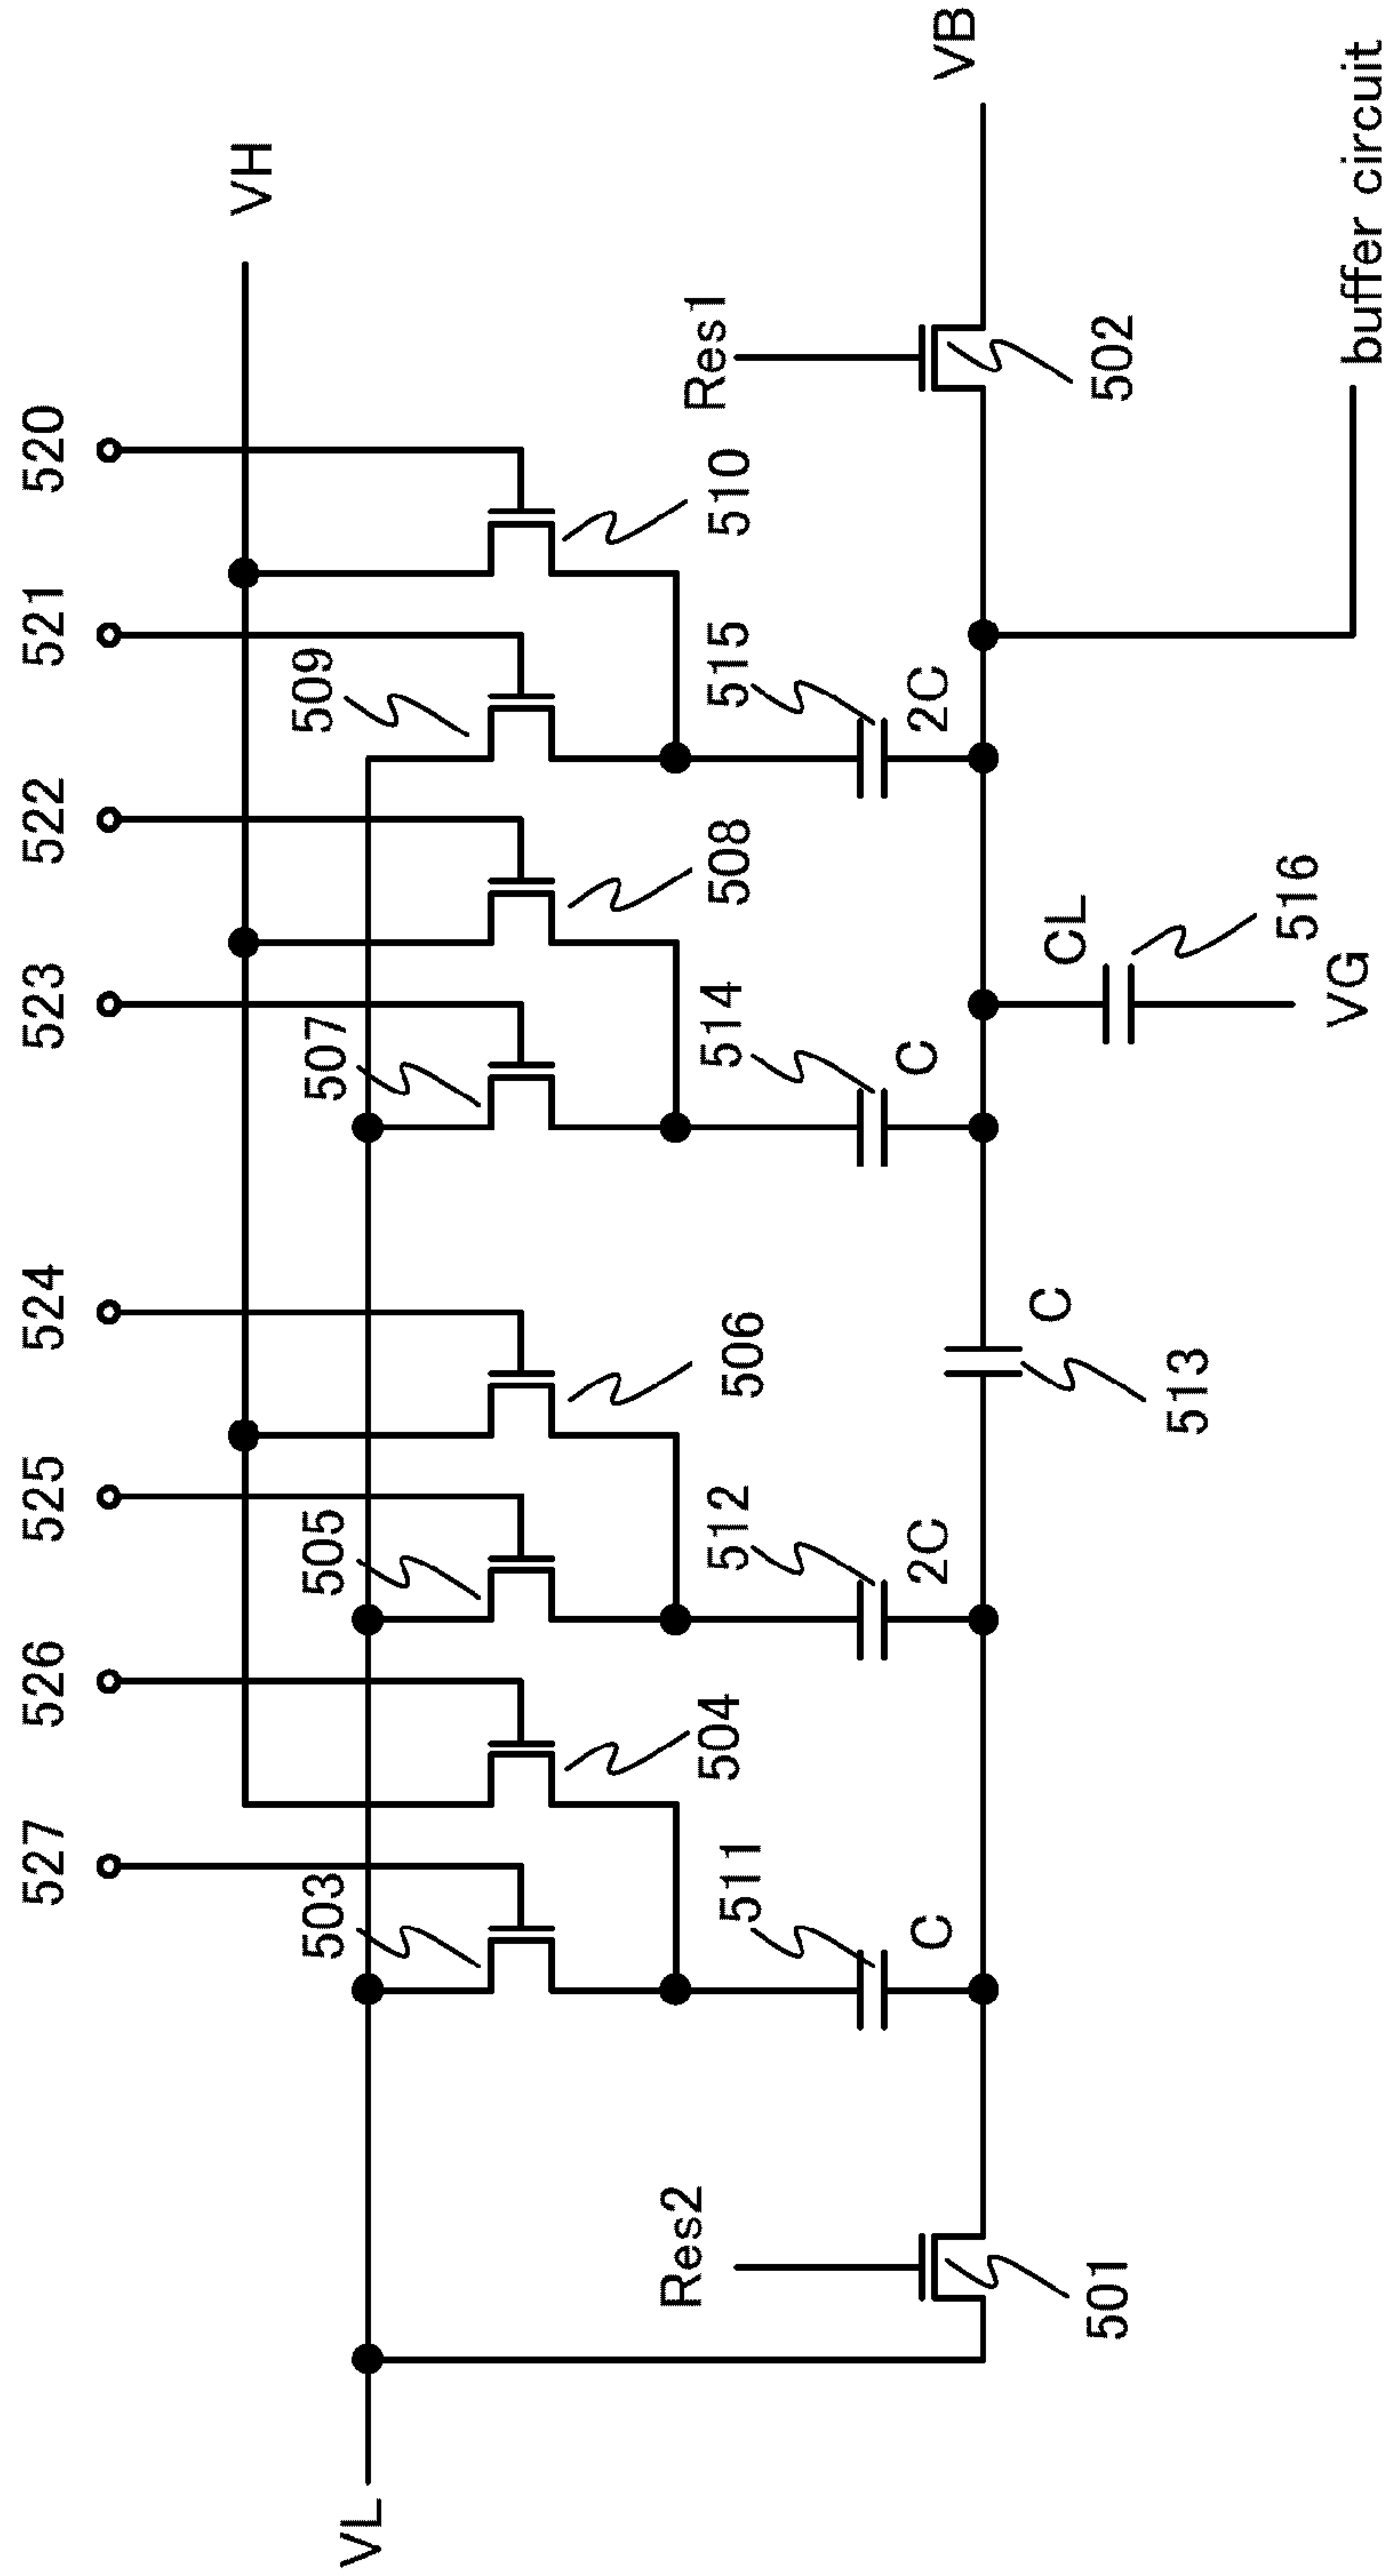 527
526
525
524
523
522
521
520
VH
VL
503
505
507
509
504
506
508
510
511
512
514
515
Res2
Res1
C
2C
C
2C
VB
501
513
C
CL
502
516
VG
buffer circuit